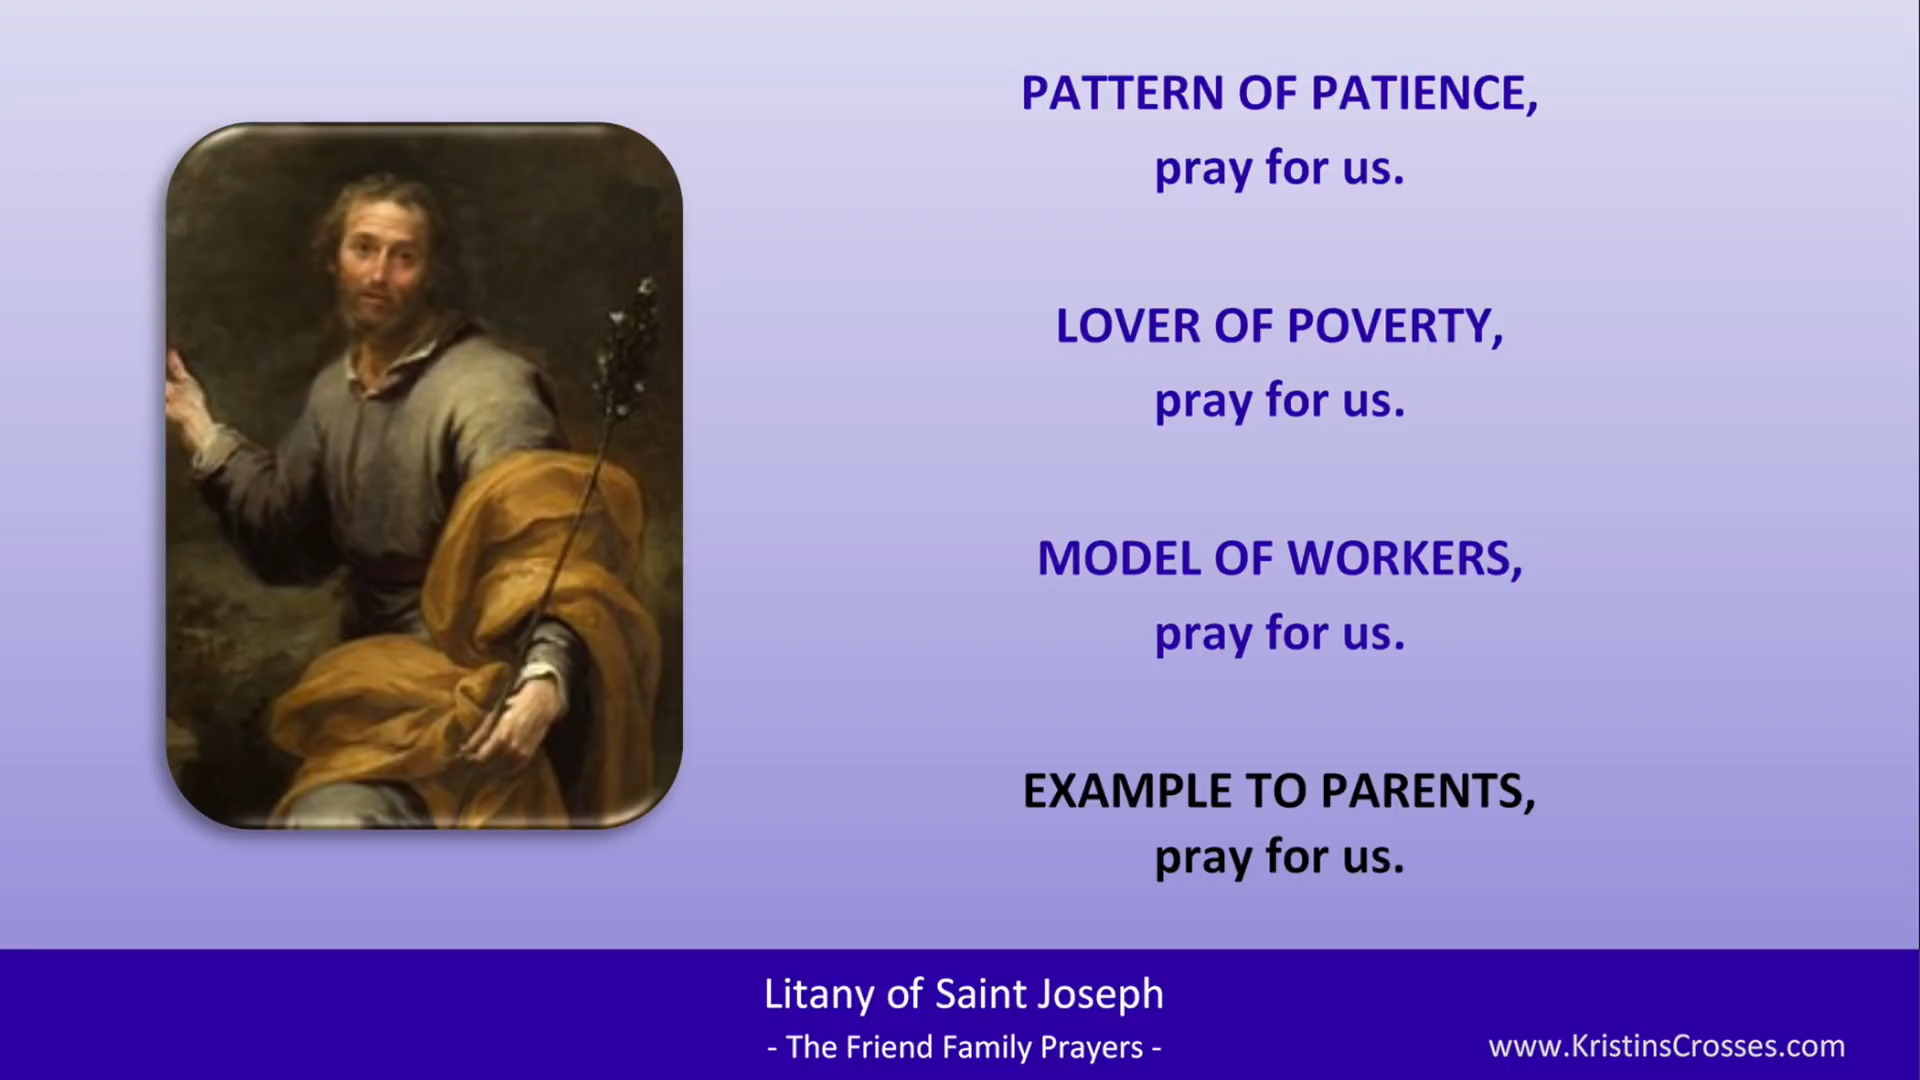 PATTERN OF PATIENCE,
pray for us.
LOVER OF POVERTY,
pray for us.
MODEL OF WORKERS,
pray for us.
EXAMPLE TO PARENTS,
pray for us.
Litany of Saint Joseph
- The Friend Family Prayers -
www.KristinsCrosses.com